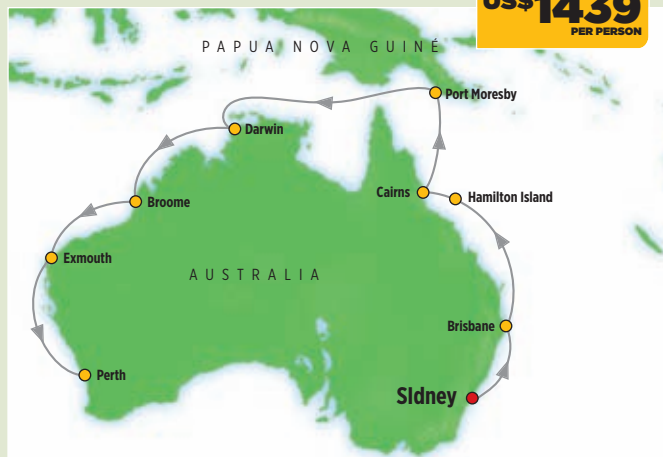 US$1439
PER PERSON
PAPUA NOVA GUINÉ
Port Moresby
Darwin
Cairns
Hamilton Island
Broome
Exmouth
AUSTRALIA
Brisbane
Perth
SIdney